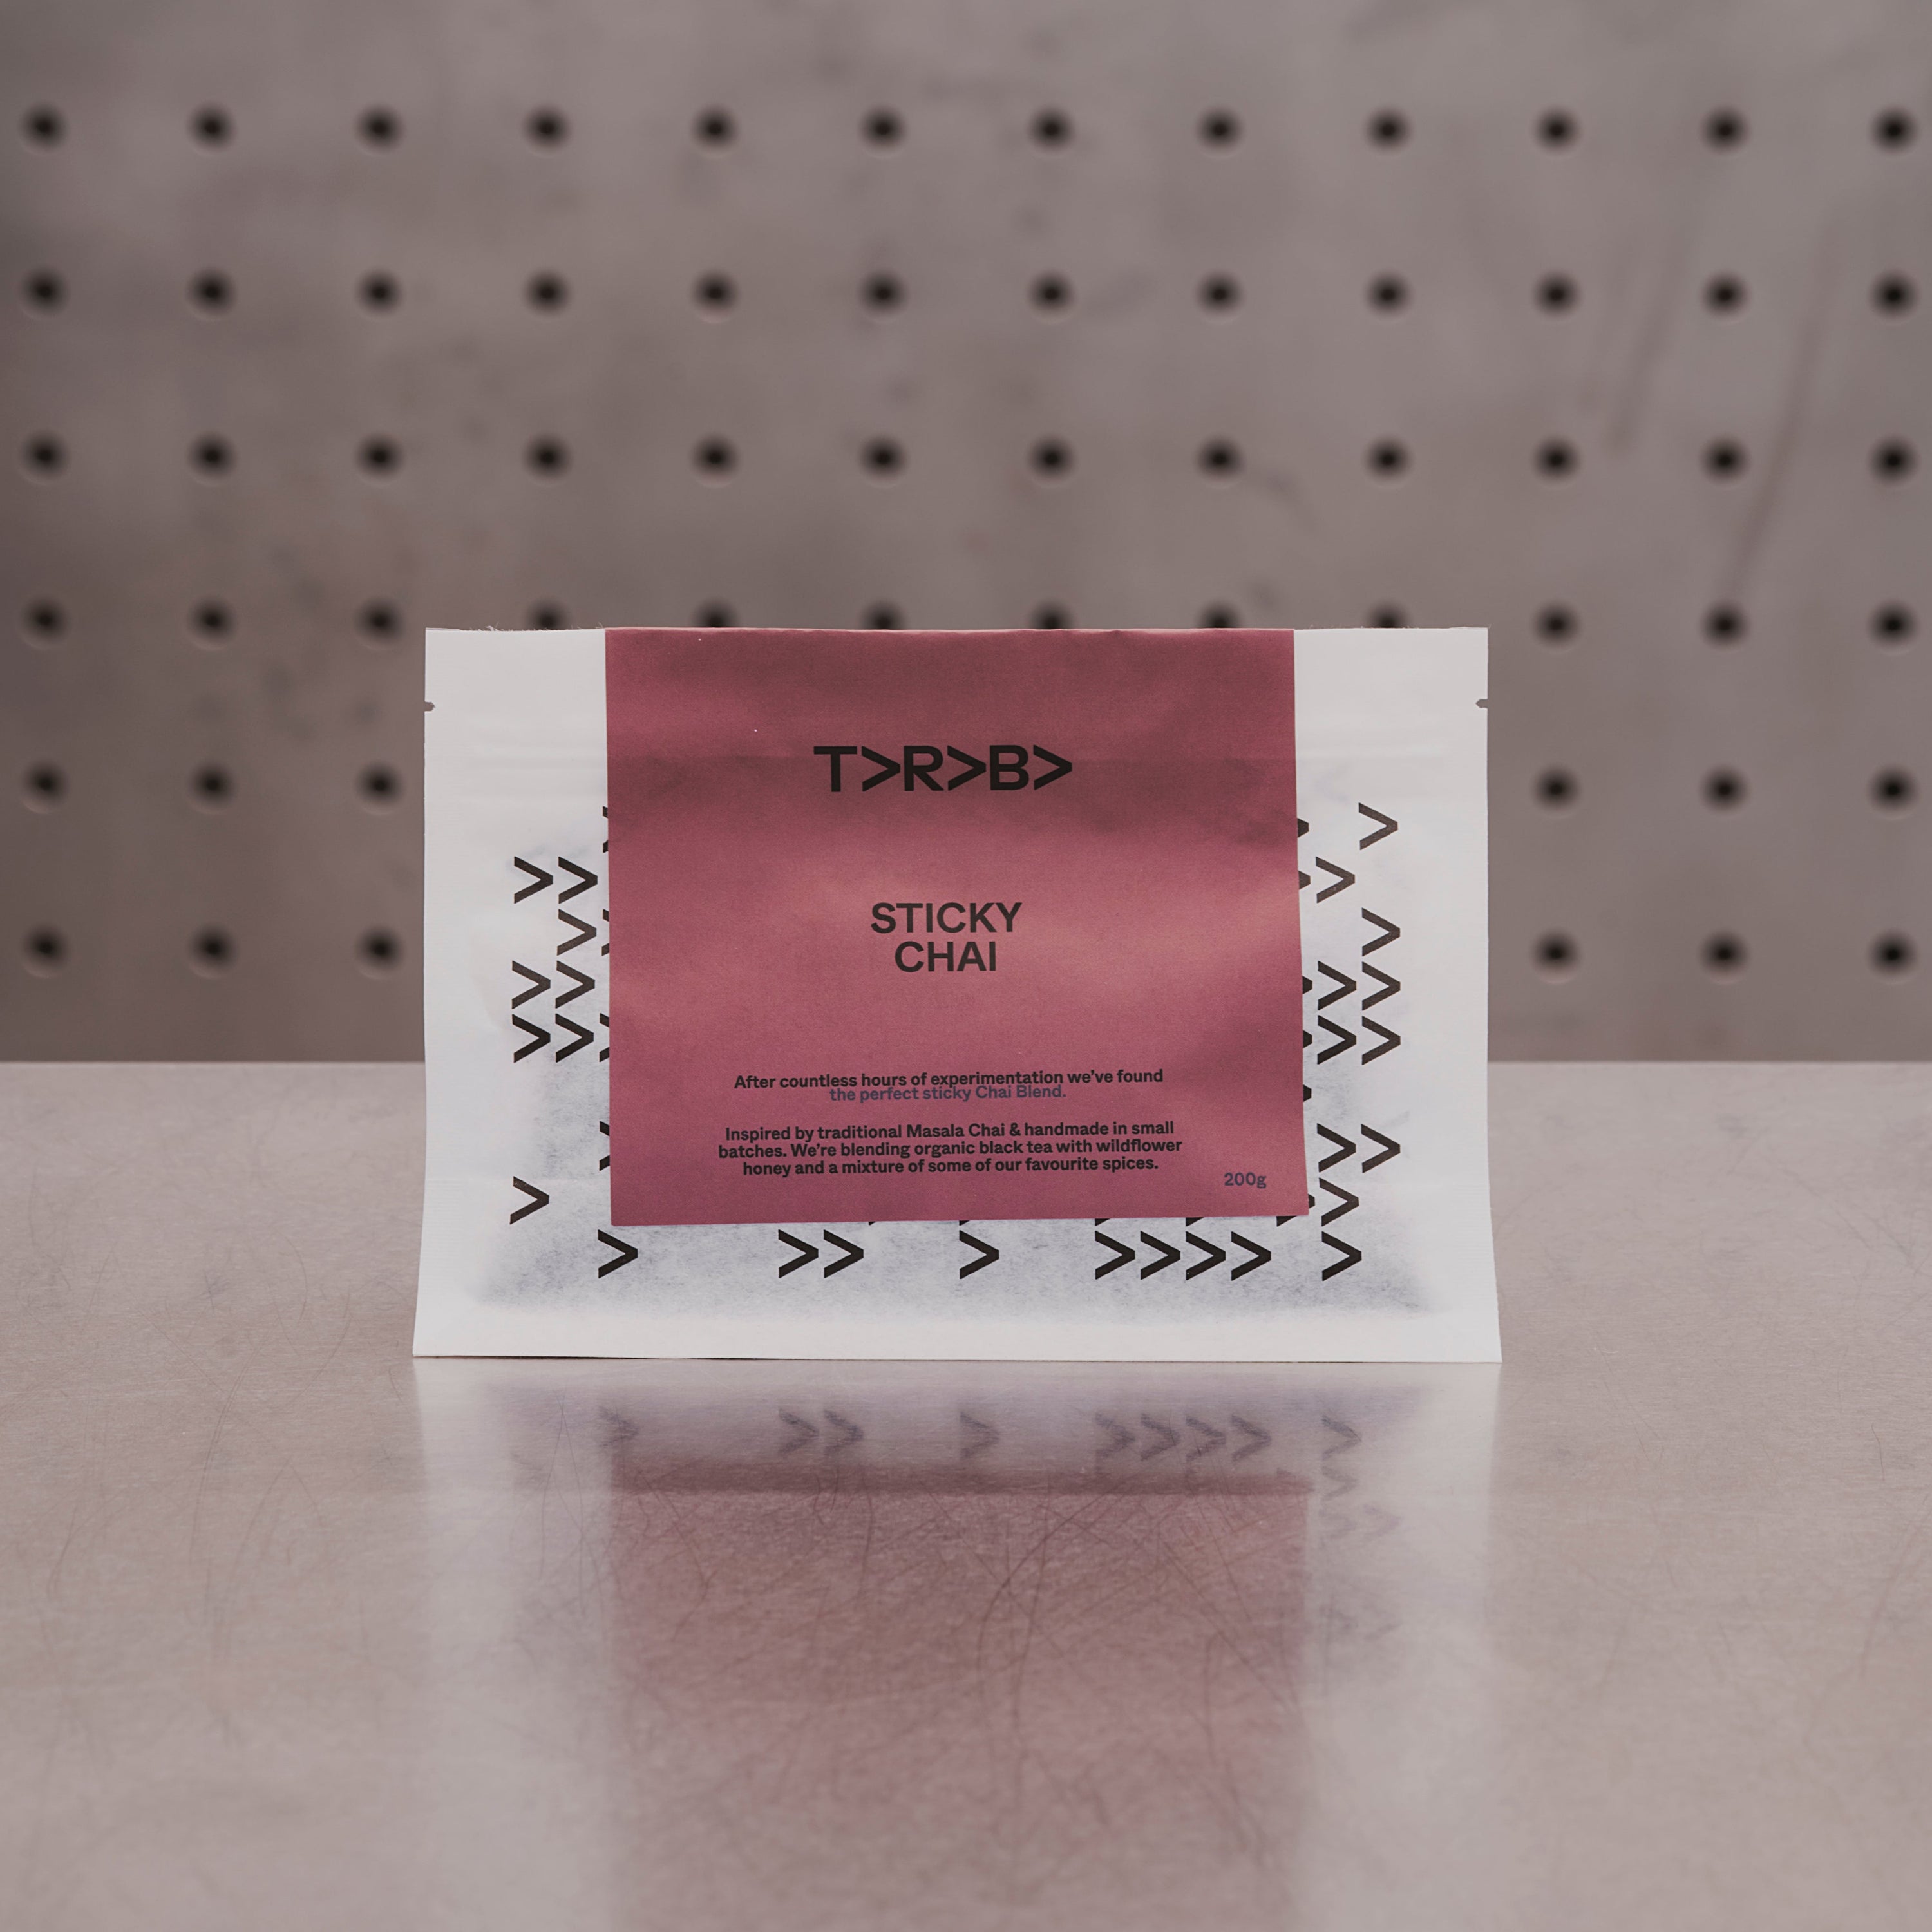 T>R>B>
STICKY
CHAI
After countless hours of experimentation we've found
the perfect sticky Chai Blend.
Inspired by traditional Masala Chai & handmade in small
batches. We're blending organic black tea with wildflower
honey and a mixture of some of our favourite spices.
200g